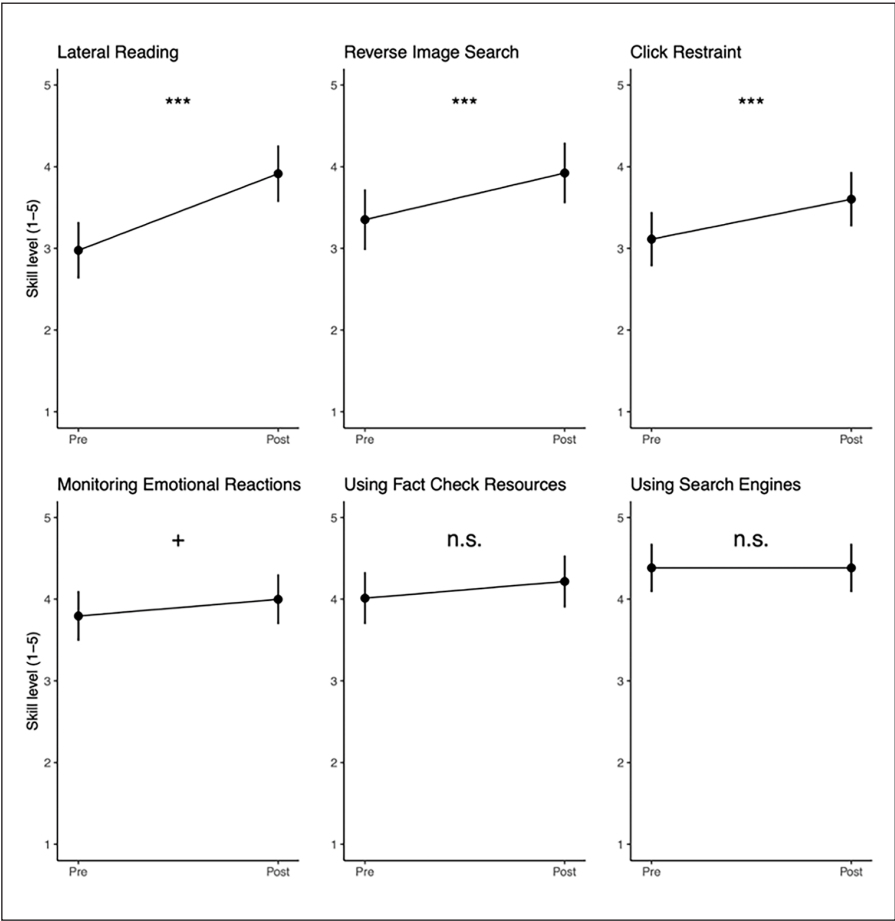 Lateral Reading
Reverse Image Search
Click Restraint
5
4
3
2
1
***
Skill level (1–5)
Pre
Post
5
4
3
2
1
***
Pre
Post
5
4
3
2
1
***
Pre
Post
Monitoring Emotional Reactions
Using Fact Check Resources
Using Search Engines
5
4
3
2
1
+
Skill level (1–5)
Pre
Post
5
4
3
2
1
n.s.
Pre
Post
5
4
3
2
1
n.s.
Pre
Post